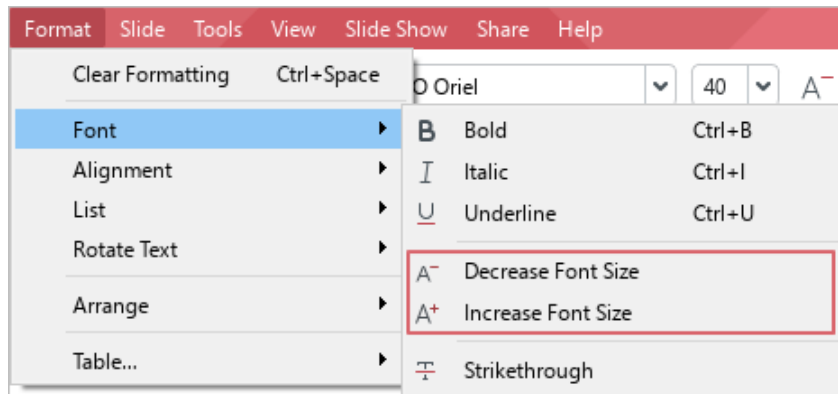 Format Slide Tools View Slide Show Share Help
Clear Formatting Ctrl+Space
O Oriel 40 A−
Font
Alignment
List
Rotate Text
Arrange
Table...
B Bold Ctrl+B
I Italic Ctrl+I
U Underline Ctrl+U
A− Decrease Font Size
A+ Increase Font Size
T Strikethrough